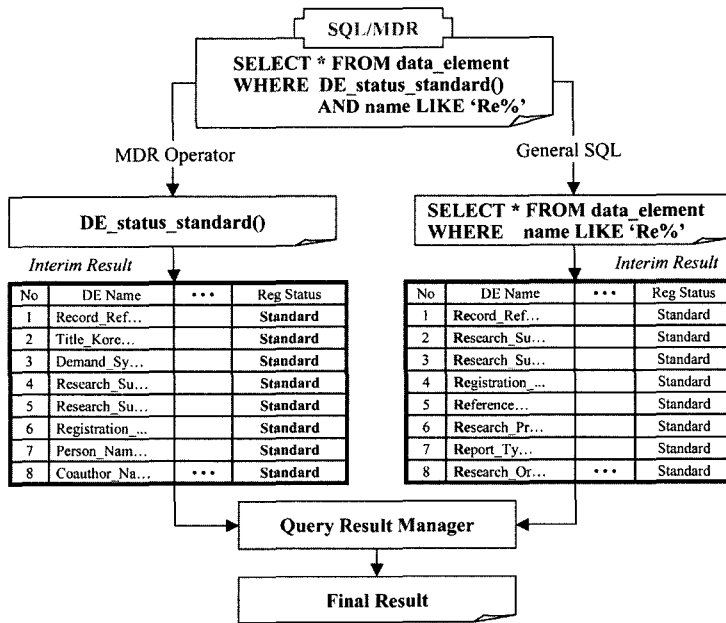 SQL/MDR
SELECT * FROM data_element
WHERE DE_status_standard()
AND name LIKE ‘Re%’
MDR Operator
General SQL
DE_status_standard()
SELECT * FROM data_element
WHERE name LIKE ‘Re%’
Interim Result
No DE Name ••• Reg Status
1 Record_Ref… Standard
2 Title_Kore… Standard
3 Demand_Sy… Standard
4 Research_Su… Standard
5 Research_Su… Standard
6 Registration_... Standard
7 Person_Nam… Standard
8 Coauthor_Na… ••• Standard
Interim Result
No DE Name ••• Reg Status
1 Record_Ref… Standard
2 Research_Su… Standard
3 Research_Su… Standard
4 Registration_... Standard
5 Reference… Standard
6 Research_Pr… Standard
7 Report_Ty… Standard
8 Research_Or… ••• Standard
Query Result Manager
Final Result